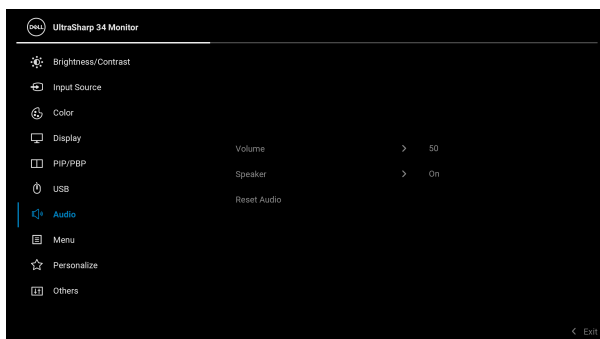 DELL UltraSharp 34 Monitor
Brightness/Contrast
Input Source
Color
Display
Volume 50
PIP/PBP
Speaker On
USB
Reset Audio
Audio
Menu
Personalize
Others
Exit